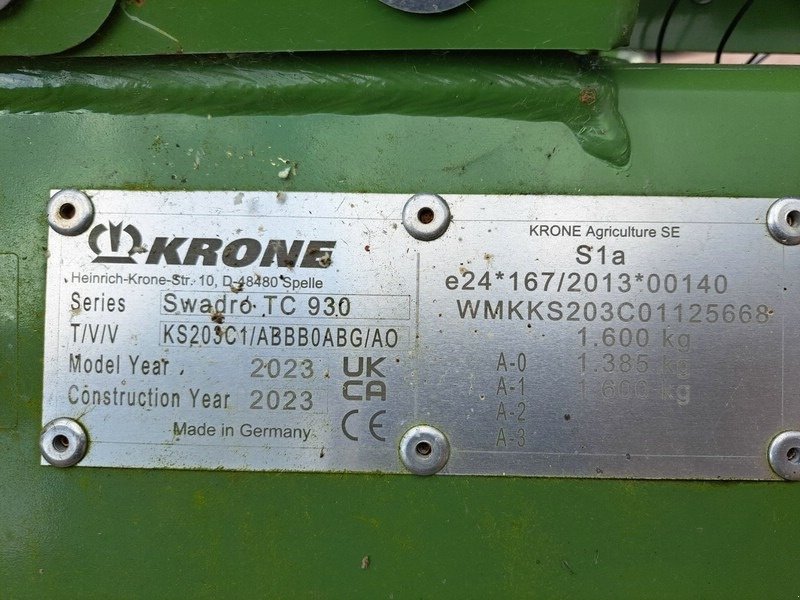 KRONE
Heinrich-Krone-Str. 10, D-48480 Spelle
Series Swadro TC 930
T/V/V KS203C1/ABBB0ABG/AO
Model Year 2023
Construction Year 2023
UK
CA
Made in Germany
CE
KRONE Agriculture SE
S1a
e24*167/2013*00140
WMKKS203C01125668
1.600 kg
A-0 1.385 kg
A-1 1.600 kg
A-2
A-3